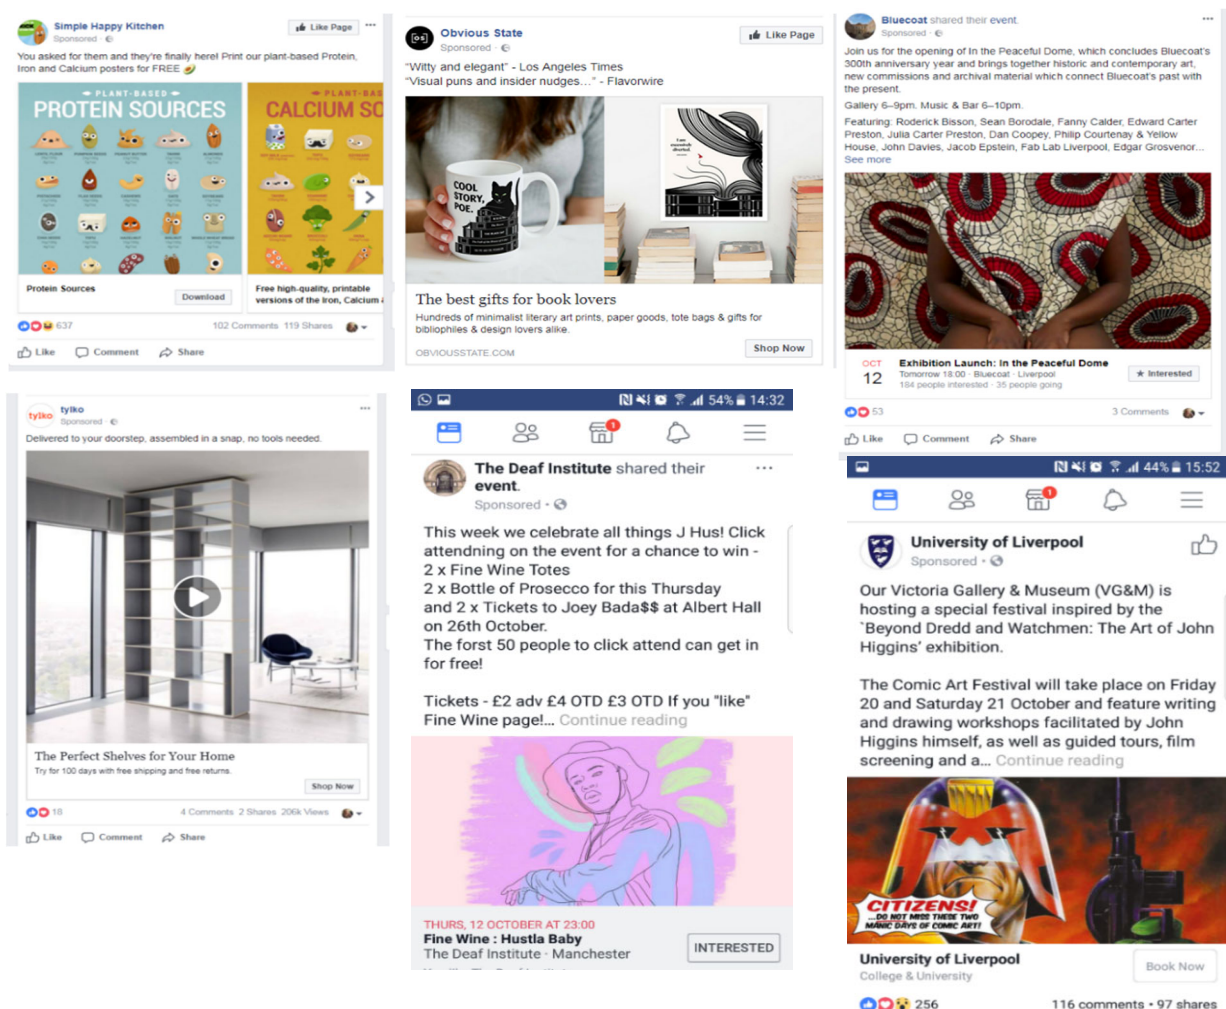 Simple Happy Kitchen
Sponsored ·
Like Page
You asked for them and they're finally here! Print our plant-based Protein,
Iron and Calcium posters for FREE
PLANT-BASED
PROTEIN SOURCES
PLANT-BAS
CALCIUM SO
Protein Sources
Download
Free high-quality, printable
versions of the Iron, Calcium
637
102 Comments 119 Shares
Like Comment Share
[os]
Obvious State
Sponsored ·
Like Page
“Witty and elegant” - Los Angeles Times
“Visual puns and insider nudges...” - Flavorwire
COOL
STORY,
POE.
The best gifts for book lovers
Hundreds of minimalist literary art prints, paper goods, tote bags & gifts for
bibliophiles & design lovers alike.
OBVIOUSSTATE.COM
Shop Now
Bluecoat shared their event.
Sponsored ·
Join us for the opening of In the Peaceful Dome, which concludes Bluecoat's
300th anniversary year and brings together historic and contemporary art,
new commissions and archival material which connect Bluecoat's past with
the present.
Gallery 6–9pm. Music & Bar 6–10pm.
Featuring: Roderick Bisson, Sean Borodale, Fanny Calder, Edward Carter
Preston, Julia Carter Preston, Dan Coopey, Philip Courtenay & Yellow
House, John Davies, Jacob Epstein, Fab Lab Liverpool, Edgar Grosvenor...
See more
OCT
12
Exhibition Launch: In the Peaceful Dome
Tomorrow 18:00 · Bluecoat · Liverpool
184 people interested · 35 people going
Interested
53
3 Comments
Like Comment Share
tylko
tylko
Sponsored ·
Delivered to your doorstep, assembled in a snap, no tools needed.
The Perfect Shelves for Your Home
Try for 100 days with free shipping and free returns.
Shop Now
18
4 Comments 2 Shares 206k Views
Like Comment Share
54% 14:32
1
The Deaf Institute shared their
event.
Sponsored ·
This week we celebrate all things J Hus! Click
attendning on the event for a chance to win -
2 x Fine Wine Totes
2 x Bottle of Prosecco for this Thursday
and 2 x Tickets to Joey Bada$$ at Albert Hall
on 26th October.
The forst 50 people to click attend can get in
for free!
Tickets - £2 adv £4 OTD £3 OTD If you "like"
Fine Wine page!... Continue reading
THURS, 12 OCTOBER AT 23:00
Fine Wine : Hustla Baby
The Deaf Institute · Manchester
INTERESTED
44% 15:52
1
University of Liverpool
Sponsored ·
Our Victoria Gallery & Museum (VG&M) is
hosting a special festival inspired by the
`Beyond Dredd and Watchmen: The Art of John
Higgins' exhibition.
The Comic Art Festival will take place on Friday
20 and Saturday 21 October and feature writing
and drawing workshops facilitated by John
Higgins himself, as well as guided tours, film
screening and a... Continue reading
CITIZENS!
...DO NOT MISS THESE TWO
MANIC DAYS OF COMIC ART!
University of Liverpool
College & University
Book Now
256
116 comments • 97 shares